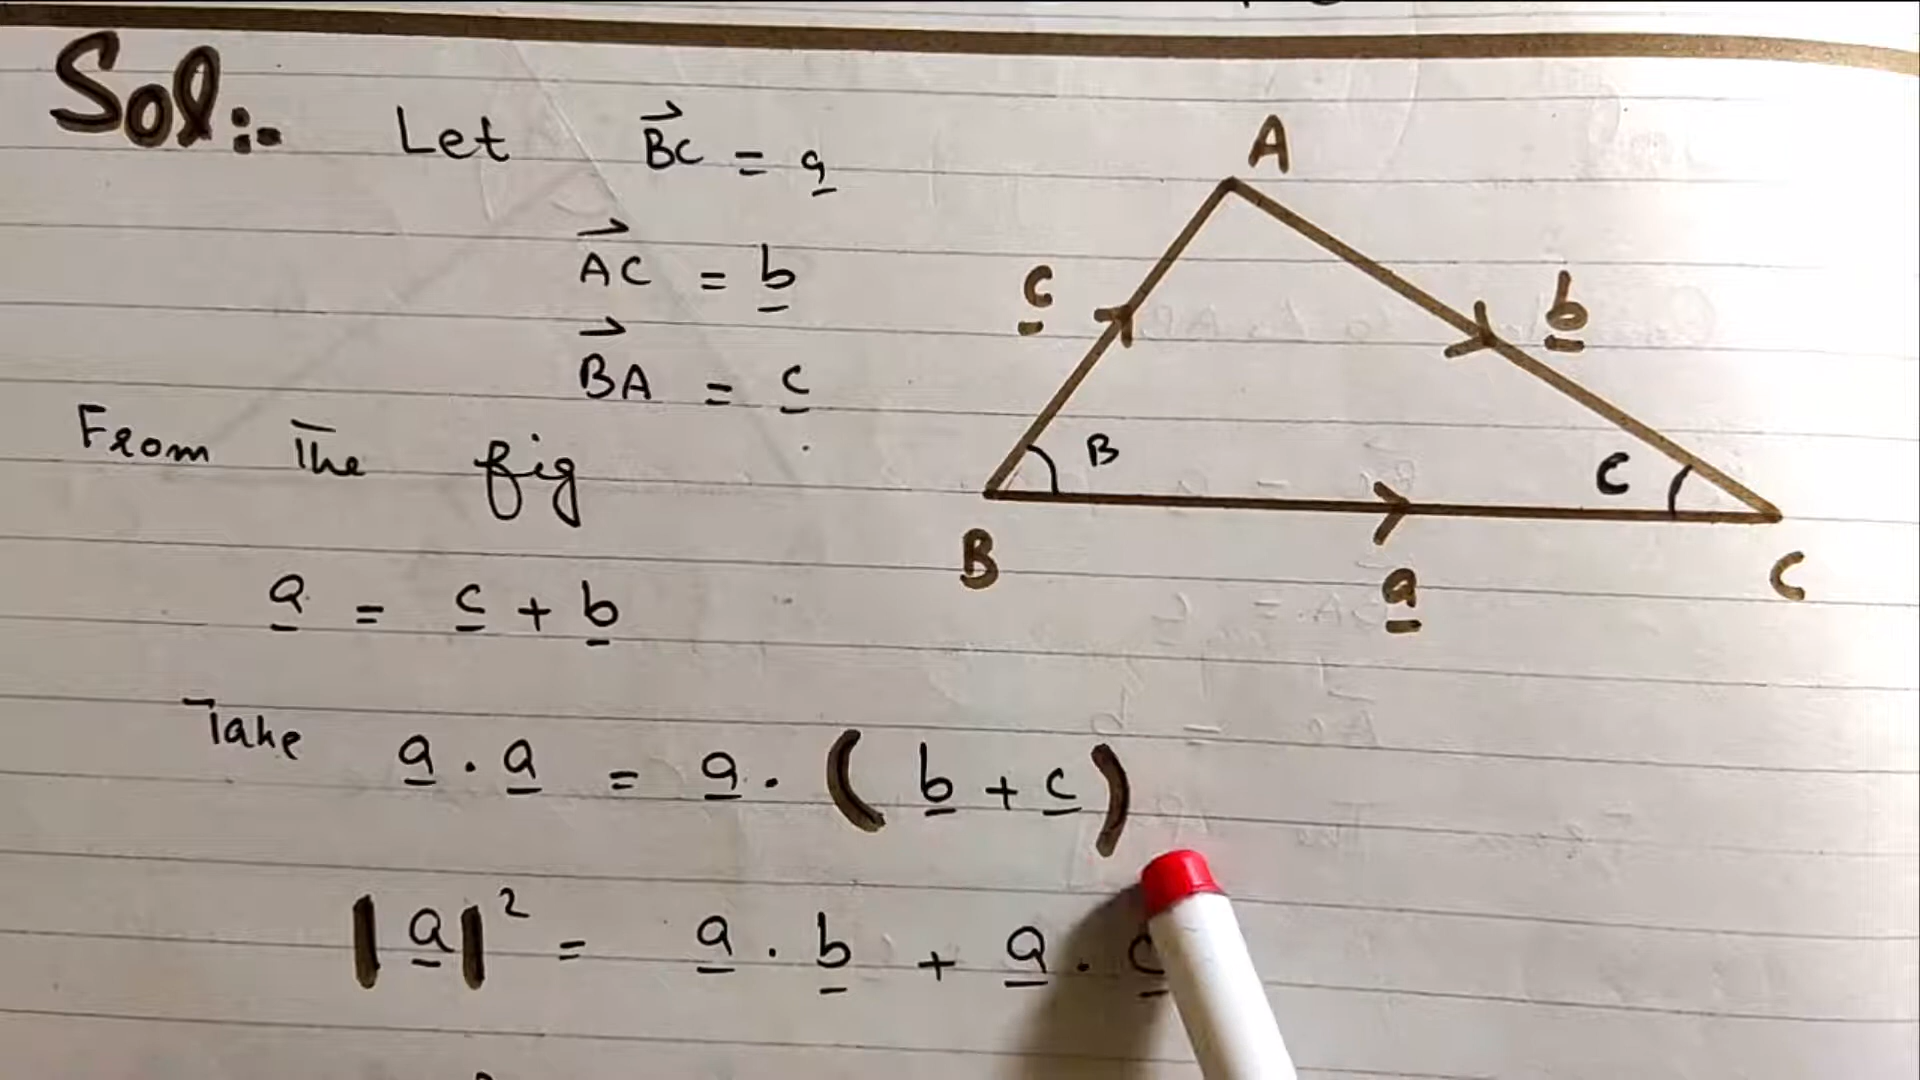 Sol:-
Let BC = a
AC = b
BA = c
From The fig
a = c + b
Take a . a = a . ( b + c )
|a|² = a . b + a . c
A
c
b
B
C
B
a
C